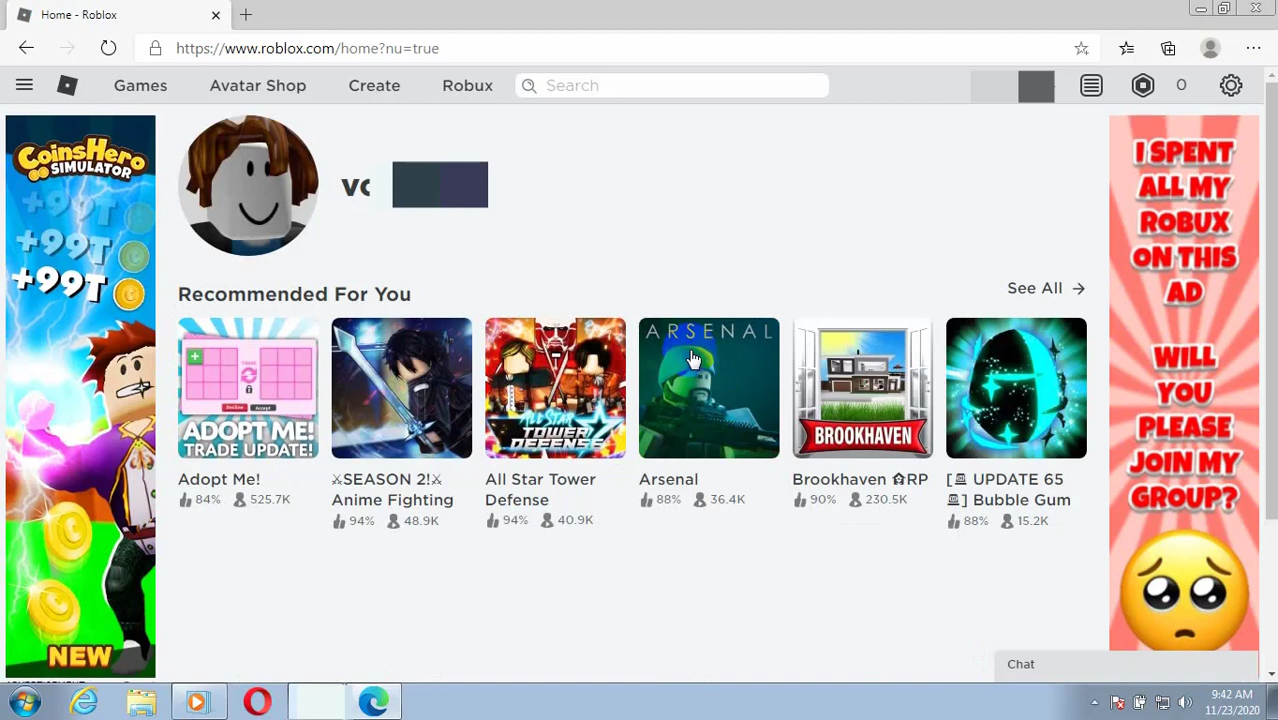 Home - Roblox
https://www.roblox.com/home?nu=true
Games
Avatar Shop
Create
Robux
Search
0
COINSHERO
SIMULATOR
+99T
+99T
+99T
NEW
Recommended For You
See All →
ADOPT ME!
TRADE UPDATE!
TRADE
Decline
Accept
ALL STAR
TOWER
DEFENSE
ARSENAL
BROOKHAVEN
Adopt Me!
84% 525.7K
⚔SEASON 2!⚔
Anime Fighting
94% 48.9K
All Star Tower
Defense
94% 40.9K
Arsenal
88% 36.4K
Brookhaven 🏠RP
90% 230.5K
[🚨 UPDATE 65
🚨] Bubble Gum
88% 15.2K
I SPENT
ALL MY
ROBUX
ON THIS
AD
WILL
YOU
PLEASE
JOIN MY
GROUP?
Chat
9:42 AM
11/23/2020